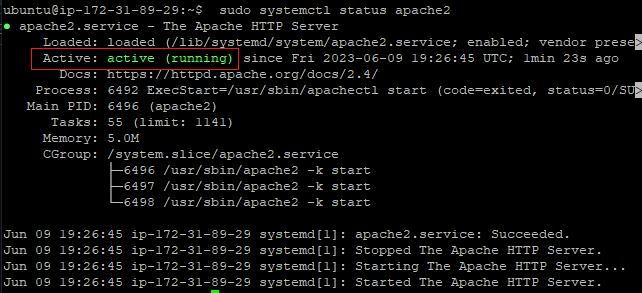 ubuntu@ip-172-31-89-29:~$ sudo systemctl status apache2
● apache2.service - The Apache HTTP Server
Loaded: loaded (/lib/systemd/system/apache2.service; enabled; vendor prese>
Active: active (running) since Fri 2023-06-09 19:26:45 UTC; 1min 23s ago
Docs: https://httpd.apache.org/docs/2.4/
Process: 6492 ExecStart=/usr/sbin/apachectl start (code=exited, status=0/SU>
Main PID: 6496 (apache2)
Tasks: 55 (limit: 1141)
Memory: 5.0M
CGroup: /system.slice/apache2.service
├─6496 /usr/sbin/apache2 -k start
├─6497 /usr/sbin/apache2 -k start
└─6498 /usr/sbin/apache2 -k start
Jun 09 19:26:45 ip-172-31-89-29 systemd[1]: apache2.service: Succeeded.
Jun 09 19:26:45 ip-172-31-89-29 systemd[1]: Stopped The Apache HTTP Server.
Jun 09 19:26:45 ip-172-31-89-29 systemd[1]: Starting The Apache HTTP Server...
Jun 09 19:26:45 ip-172-31-89-29 systemd[1]: Started The Apache HTTP Server.